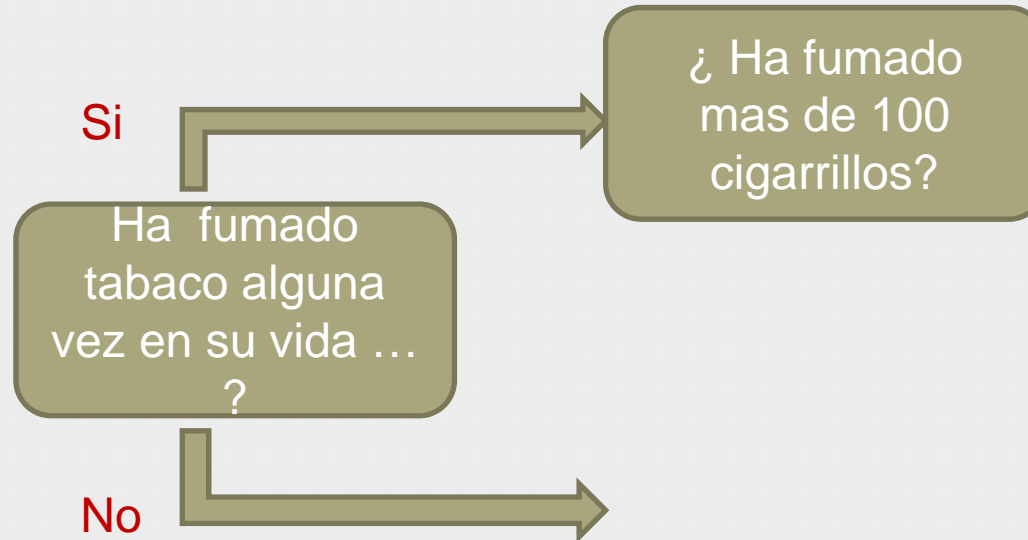 Si
¿ Ha fumado
mas de 100
cigarrillos?
Ha fumado
tabaco alguna
vez en su vida …
?
No